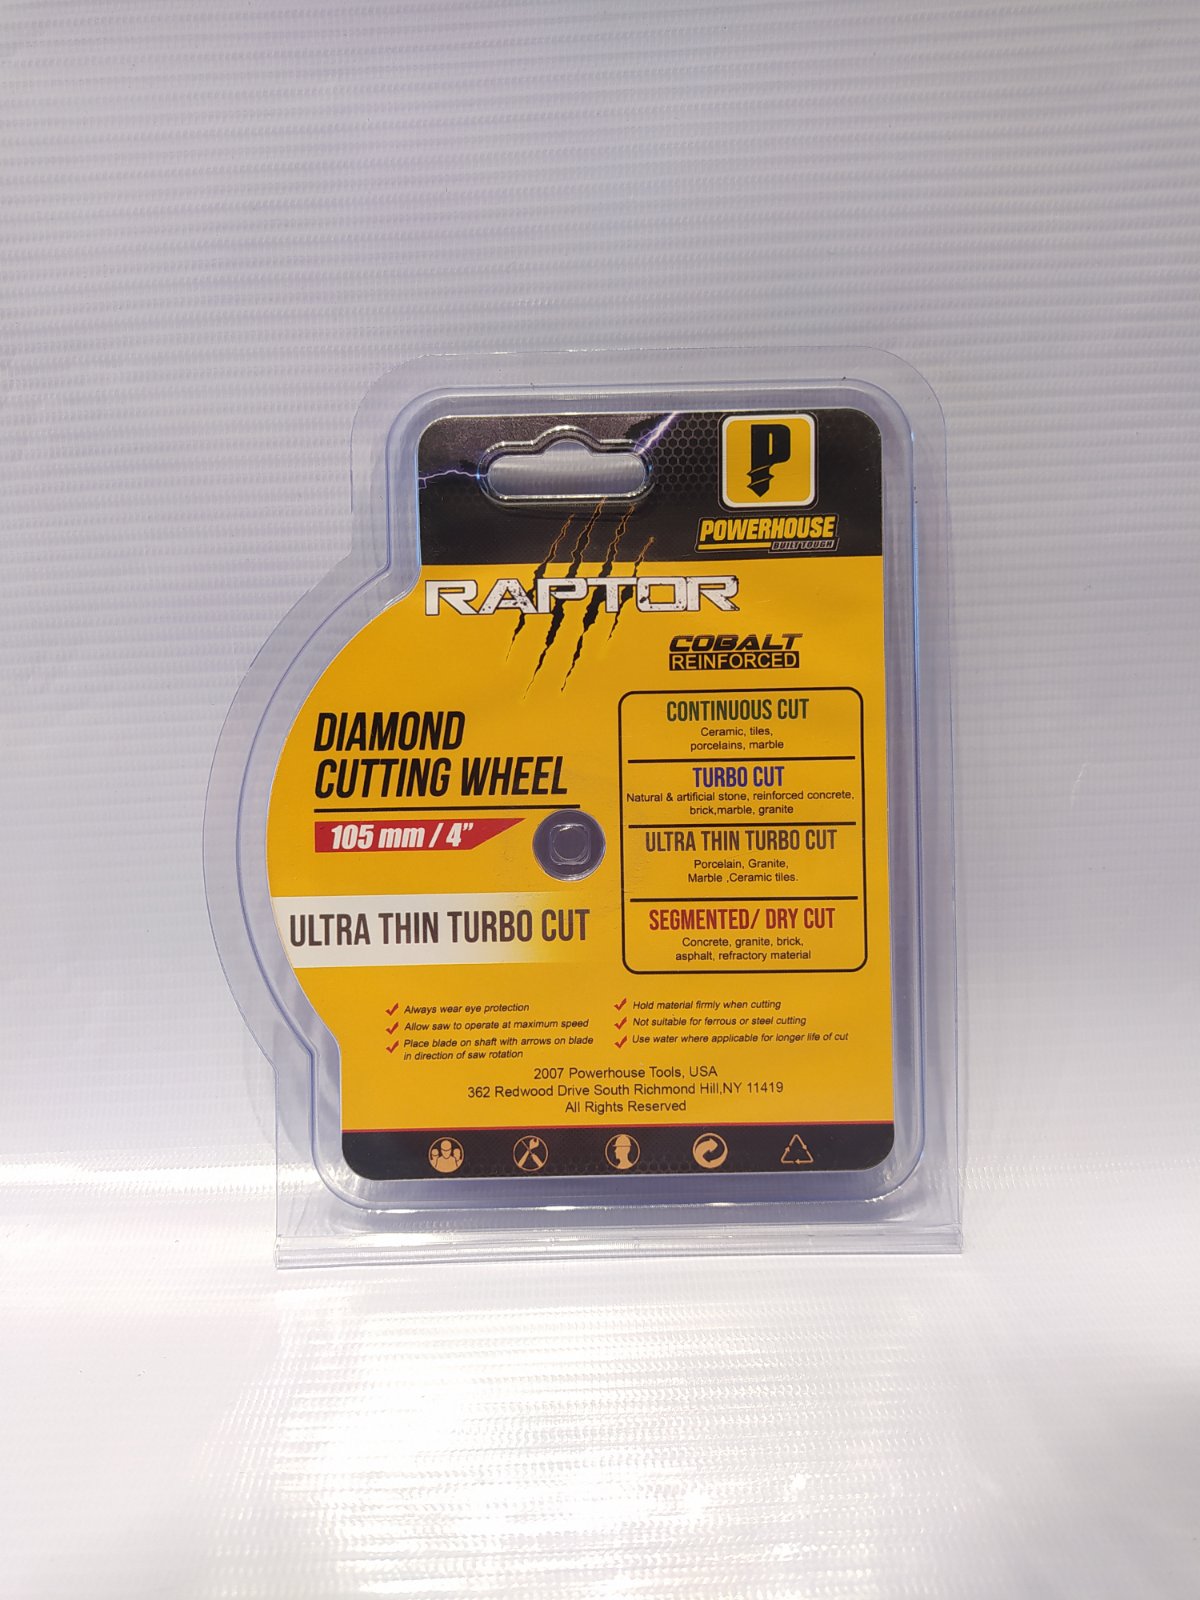 P
POWERHOUSE
BUILT TOUGH
RAPTOR
COBALT
REINFORCED
DIAMOND
CUTTING WHEEL
105 mm / 4”
ULTRA THIN TURBO CUT
CONTINUOUS CUT
Ceramic, tiles,
porcelains, marble
TURBO CUT
Natural & artificial stone, reinforced concrete,
brick,marble, granite
ULTRA THIN TURBO CUT
Porcelain, Granite,
Marble ,Ceramic tiles.
SEGMENTED/ DRY CUT
Concrete, granite, brick,
asphalt, refractory material
Always wear eye protection
Allow saw to operate at maximum speed
Place blade on shaft with arrows on blade
in direction of saw rotation
Hold material firmly when cutting
Not suitable for ferrous or steel cutting
Use water where applicable for longer life of cut
2007 Powerhouse Tools, USA
362 Redwood Drive South Richmond Hill,NY 11419
All Rights Reserved